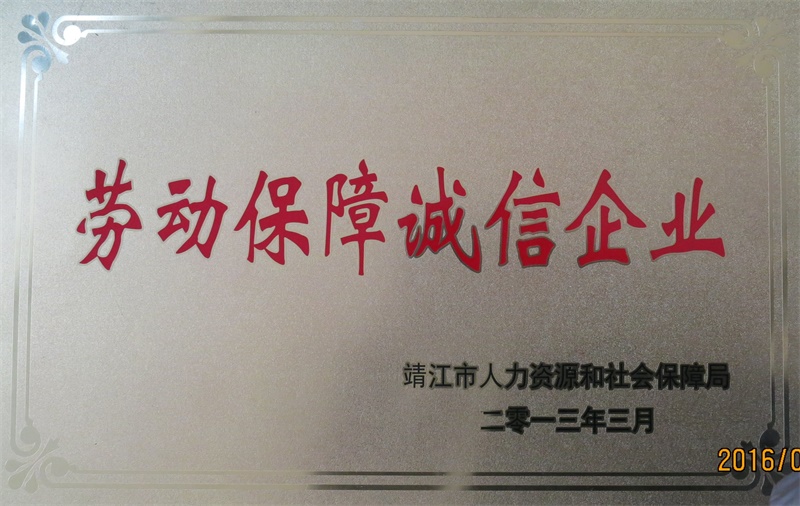 劳动保障诚信企业
靖江市人力资源和社会保障局
二零一三年三月
2016/0